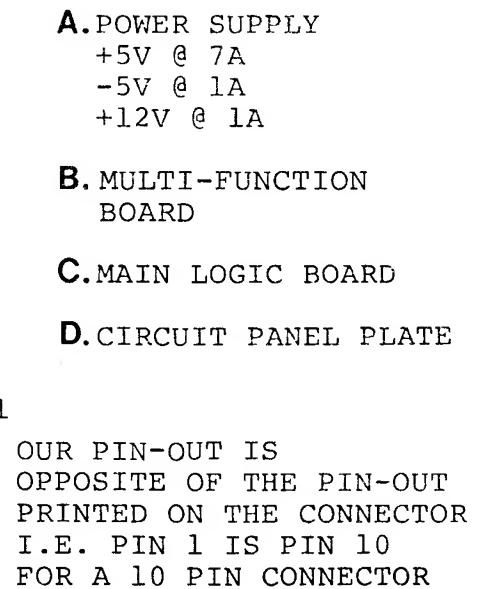 A. POWER SUPPLY
+5V @ 7A
-5V @ 1A
+12V @ 1A
B. MULTI-FUNCTION
BOARD
C. MAIN LOGIC BOARD
D. CIRCUIT PANEL PLATE
1
OUR PIN-OUT IS
OPPOSITE OF THE PIN-OUT
PRINTED ON THE CONNECTOR
I.E. PIN 1 IS PIN 10
FOR A 10 PIN CONNECTOR